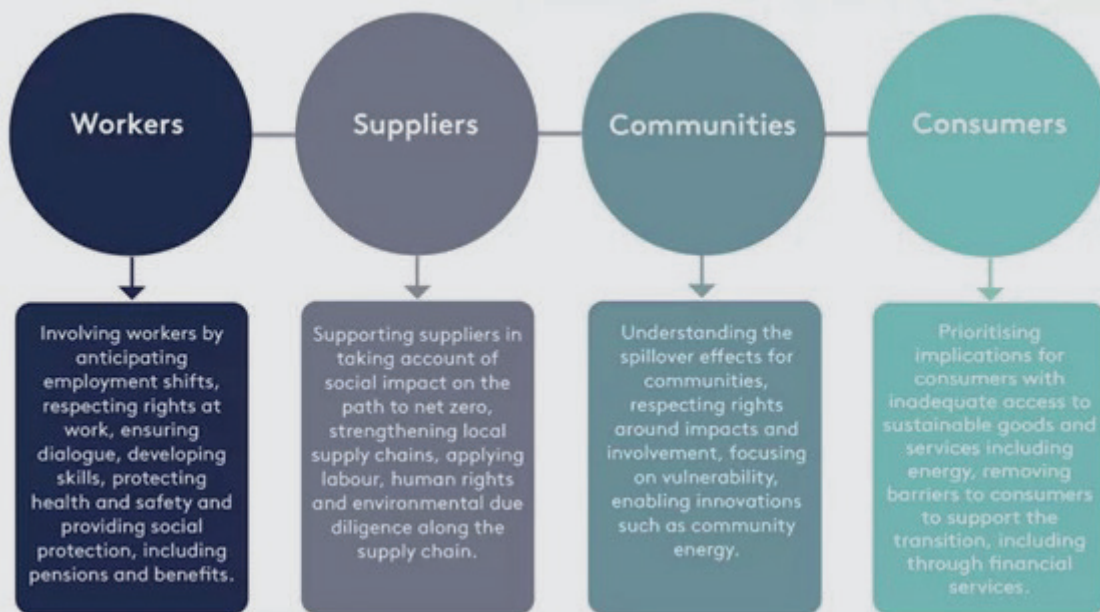 Workers
Suppliers
Communities
Consumers
Involving workers by
anticipating
employment shifts,
respecting rights at
work, ensuring
dialogue, developing
skills, protecting
health and safety and
providing social
protection, including
pensions and benefits.
Supporting suppliers in
taking account of
social impact on the
path to net zero,
strengthening local
supply chains, applying
labour, human rights
and environmental due
diligence along the
supply chain.
Understanding the
spillover effects for
communities,
respecting rights
around impacts and
involvement, focusing
on vulnerability,
enabling innovations
such as community
energy.
Prioritising
implications for
consumers with
inadequate access to
sustainable goods and
services including
energy, removing
barriers to consumers
to support the
transition, including
through financial
services.